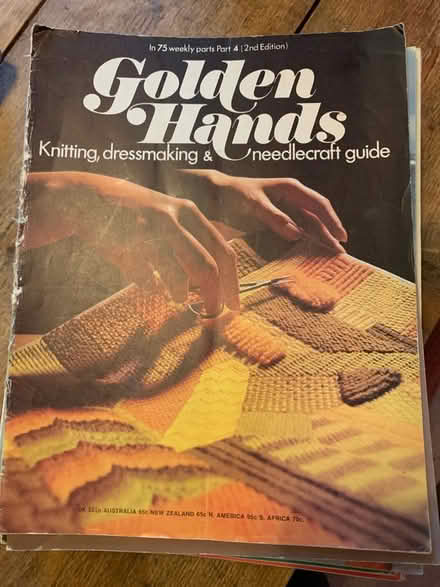 In 75 weekly parts Part 4 (2nd Edition)
Golden
Hands
Knitting, dressmaking & needlecraft guide
UK AUSTRALIA 65c NEW ZEALAND 65c N. AMERICA 95c S. AFRICA 70c.